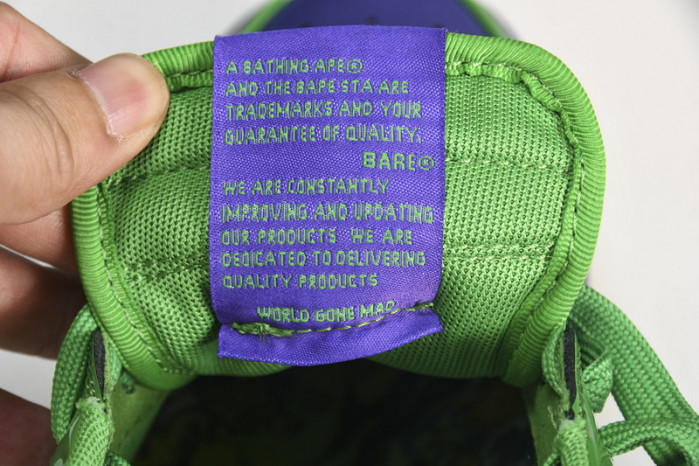 A BATHING APE®
AND THE BAPE STA ARE
TRADEMARKS AND YOUR
GUARANTEE OF QUALITY.
BAPE®
WE ARE CONSTANTLY
IMPROVING AND UPDATING
OUR PRODUCTS WE ARE
DEDICATED TO DELIVERING
QUALITY PRODUCTS
WORLD GONE MAD